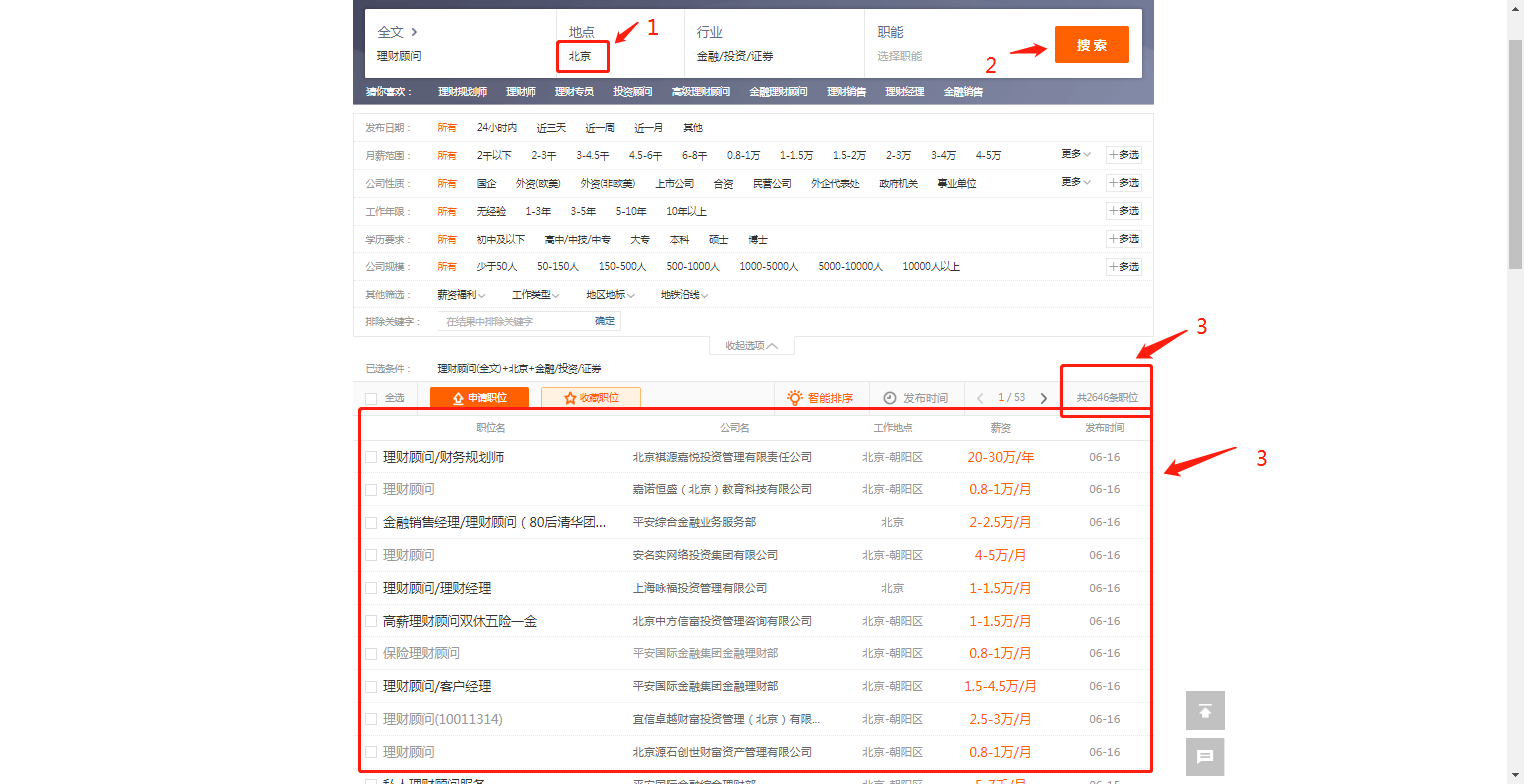 全文 地点 行业 职能
理财顾问 北京 金融/投资/证券 选择职能 搜索
1
2
猜你喜欢： 理财规划师 理财师 理财专员 投资顾问 高级理财顾问 金融理财顾问 理财销售 理财经理 金融销售
发布日期： 所有 24小时内 近三天 近一周 近一月 其他
月薪范围： 所有 2千以下 2-3千 3-4.5千 4.5-6千 6-8千 0.8-1万 1-1.5万 1.5-2万 2-3万 3-4万 4-5万 更多 多选
公司性质： 所有 国企 外资(欧美) 外资(非欧美) 上市公司 合资 民营公司 外企代表处 政府机关 事业单位 更多 多选
工作年限： 所有 无经验 1-3年 3-5年 5-10年 10年以上 多选
学历要求： 所有 初中及以下 高中/中技/中专 大专 本科 硕士 博士 多选
公司规模： 所有 少于50人 50-150人 150-500人 500-1000人 1000-5000人 5000-10000人 10000人以上 多选
其他筛选： 薪资福利 工作类型 地区地标 地铁沿线
排除关键字： 在结果中排除关键字 确定
3
收起选项
已选条件： 理财顾问(全文)+北京+金融/投资/证券
全选 申请职位 收藏职位 智能排序 发布时间 1 / 53 共2646条职位
职位名 公司名 工作地点 薪资 发布时间
3
理财顾问/财务规划师 北京祺源嘉悦投资管理有限责任公司 北京-朝阳区 20-30万/年 06-16
理财顾问 嘉诺恒盛（北京）教育科技有限公司 北京-朝阳区 0.8-1万/月 06-16
金融销售经理/理财顾问（80后清华团... 平安综合金融业务服务部 北京 2-2.5万/月 06-16
理财顾问 安名实网络投资集团有限公司 北京-朝阳区 4-5万/月 06-16
理财顾问/理财经理 上海咏福投资管理有限公司 北京 1-1.5万/月 06-16
高薪理财顾问双休五险一金 北京中方信富投资管理咨询有限公司 北京-朝阳区 1-1.5万/月 06-16
保险理财顾问 平安国际金融集团金融理财部 北京-朝阳区 0.8-1万/月 06-16
理财顾问/客户经理 平安国际金融集团金融理财部 北京-朝阳区 1.5-4.5万/月 06-16
理财顾问(10011314) 宜信卓越财富投资管理（北京）有限... 北京-朝阳区 2.5-3万/月 06-16
理财顾问 北京源石创世财富资产管理有限公司 北京-朝阳区 0.8-1万/月 06-16